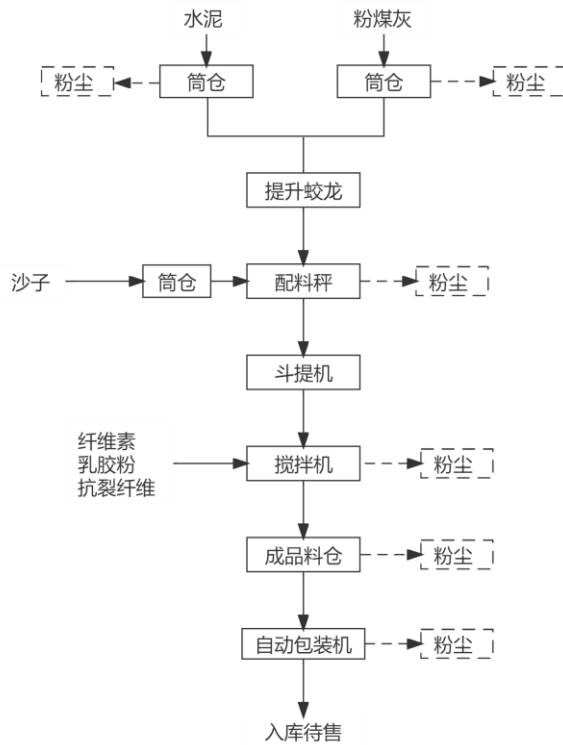 水泥
粉煤灰
粉尘
筒仓
筒仓
粉尘
提升蛟龙
沙子
筒仓
配料秤
粉尘
斗提机
纤维素
乳胶粉
抗裂纤维
搅拌机
粉尘
成品料仓
粉尘
自动包装机
粉尘
入库待售